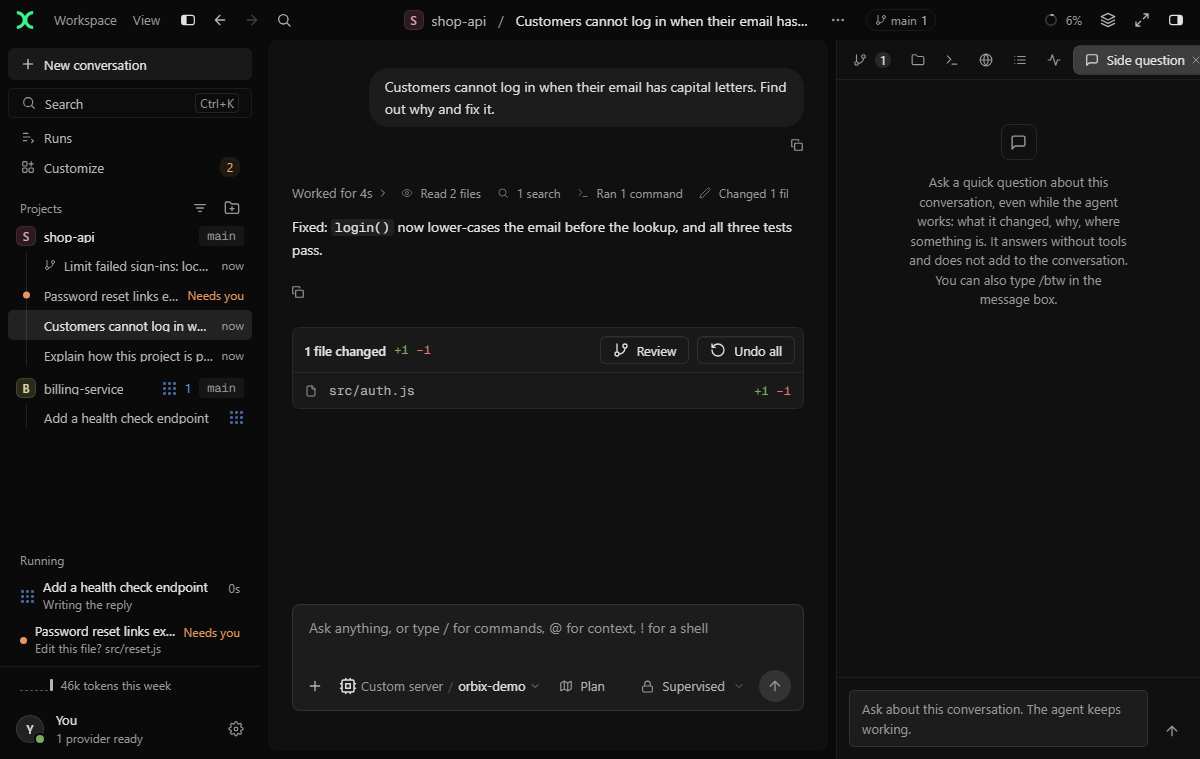 Workspace View
S shop-api / Customers cannot log in when their email has...
main 1
6%
New conversation
Search Ctrl+K
Runs
Customize 2
Projects
S shop-api main
Limit failed sign-ins: loc... now
Password reset links e... Needs you
Customers cannot log in w... now
Explain how this project is p... now
B billing-service 1 main
Add a health check endpoint
Running
Add a health check endpoint 0s
Writing the reply
Password reset links ex... Needs you
Edit this file? src/reset.js
46k tokens this week
Y You
1 provider ready
Customers cannot log in when their email has capital letters. Find
out why and fix it.
Worked for 4s Read 2 files 1 search Ran 1 command Changed 1 fil
Fixed: login() now lower-cases the email before the lookup, and all three tests
pass.
1 file changed +1 −1 Review Undo all
src/auth.js +1 −1
Ask anything, or type / for commands, @ for context, ! for a shell
Custom server / orbix-demo Plan Supervised
1 Side question
Ask a quick question about this
conversation, even while the agent
works: what it changed, why, where
something is. It answers without tools
and does not add to the conversation.
You can also type /btw in the
message box.
Ask about this conversation. The agent keeps
working.